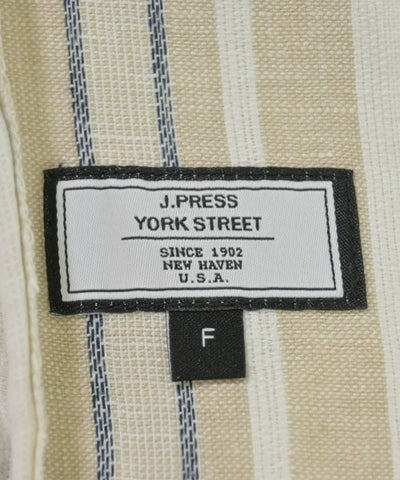 J.PRESS
YORK STREET
SINCE 1902
NEW HAVEN
U.S.A.
F